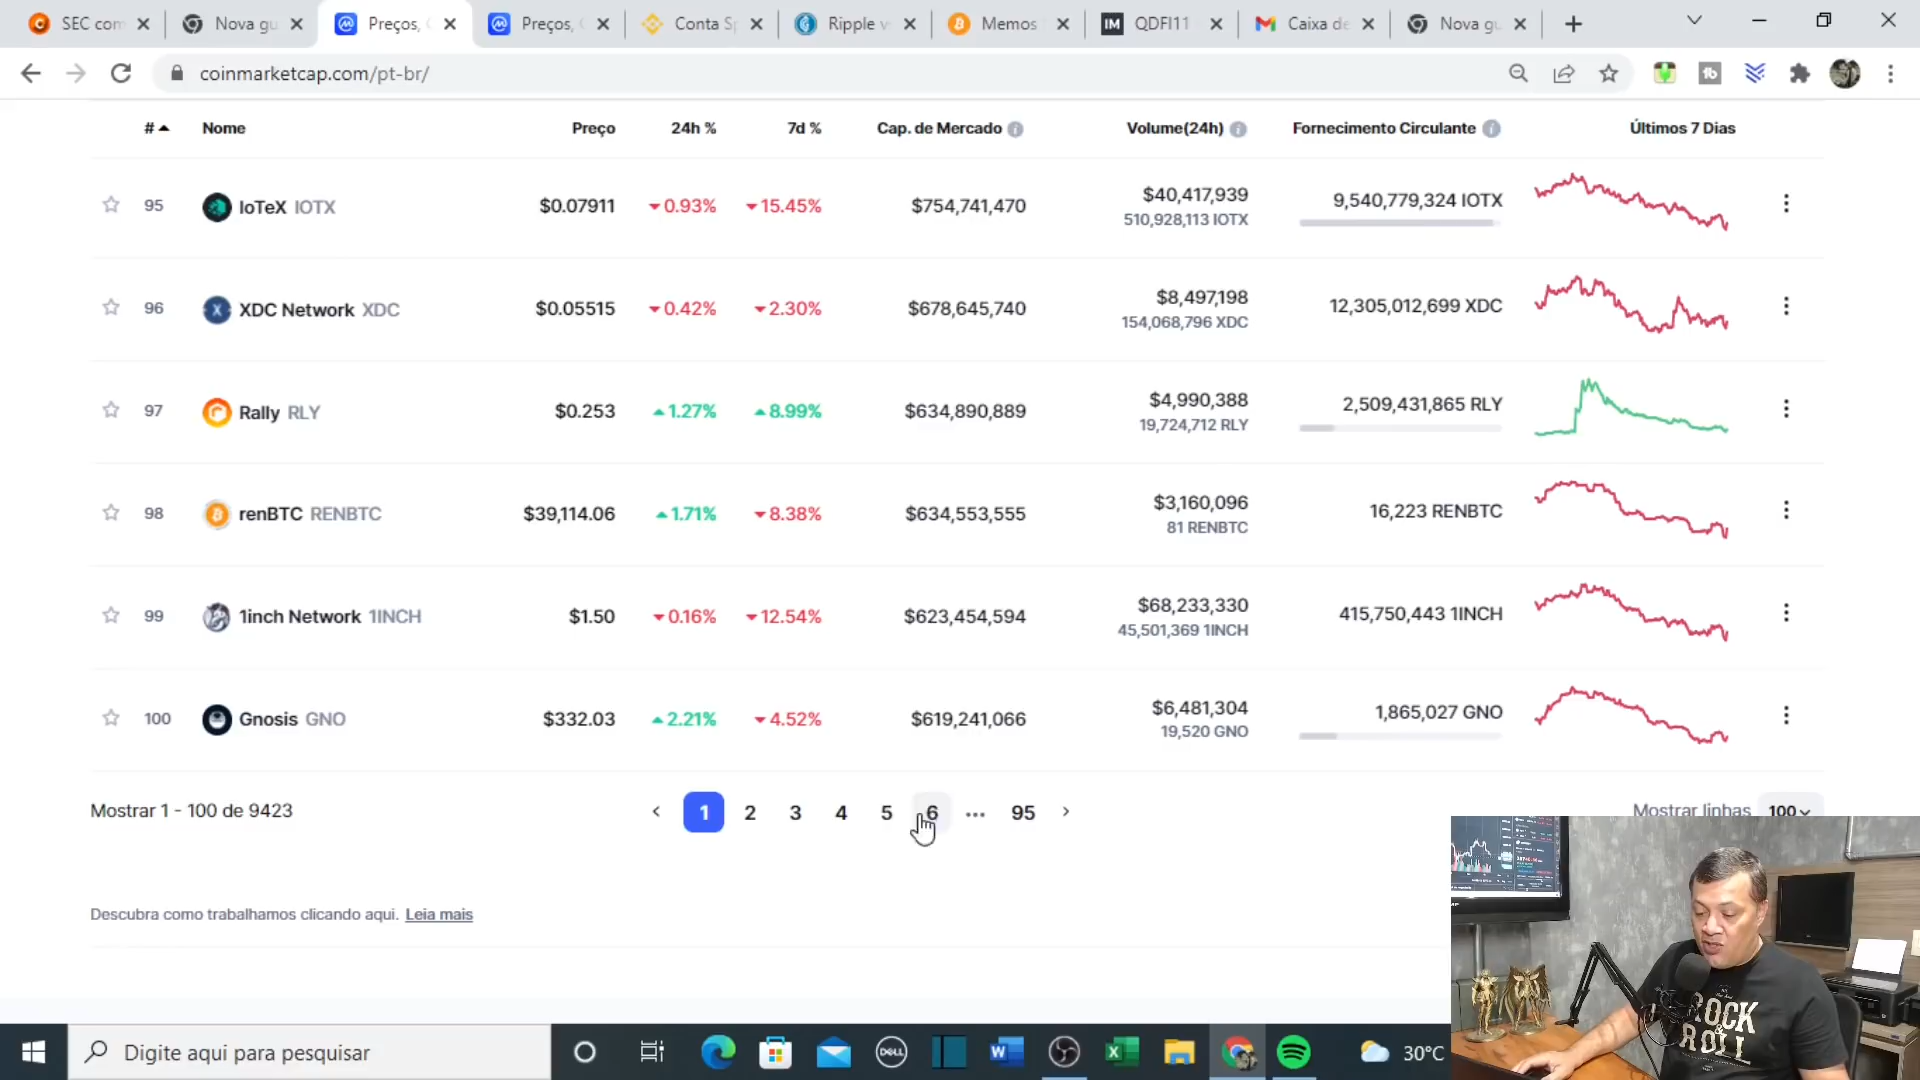 SEC com
Nova gu
Preços,
Preços,
Conta Sp
Ripple v
Memos
QDFI11
Caixa de
Nova gu
coinmarketcap.com/pt-br/
# Nome Preço 24h % 7d % Cap. de Mercado Volume(24h) Fornecimento Circulante Últimos 7 Dias
95 IoTeX IOTX $0.07911 0.93% 15.45% $754,741,470 $40,417,939 9,540,779,324 IOTX
510,928,113 IOTX
96 XDC Network XDC $0.05515 0.42% 2.30% $678,645,740 $8,497,198 12,305,012,699 XDC
154,068,796 XDC
97 Rally RLY $0.253 1.27% 8.99% $634,890,889 $4,990,388 2,509,431,865 RLY
19,724,712 RLY
98 renBTC RENBTC $39,114.06 1.71% 8.38% $634,553,555 $3,160,096 16,223 RENBTC
81 RENBTC
99 1inch Network 1INCH $1.50 0.16% 12.54% $623,454,594 $68,233,330 415,750,443 1INCH
45,501,369 1INCH
100 Gnosis GNO $332.03 2.21% 4.52% $619,241,066 $6,481,304 1,865,027 GNO
19,520 GNO
Mostrar 1 - 100 de 9423
1 2 3 4 5 6 ... 95
Mostrar linhas 100
Descubra como trabalhamos clicando aqui. Leia mais
ROCK
& ROLL
Digite aqui para pesquisar
30°C